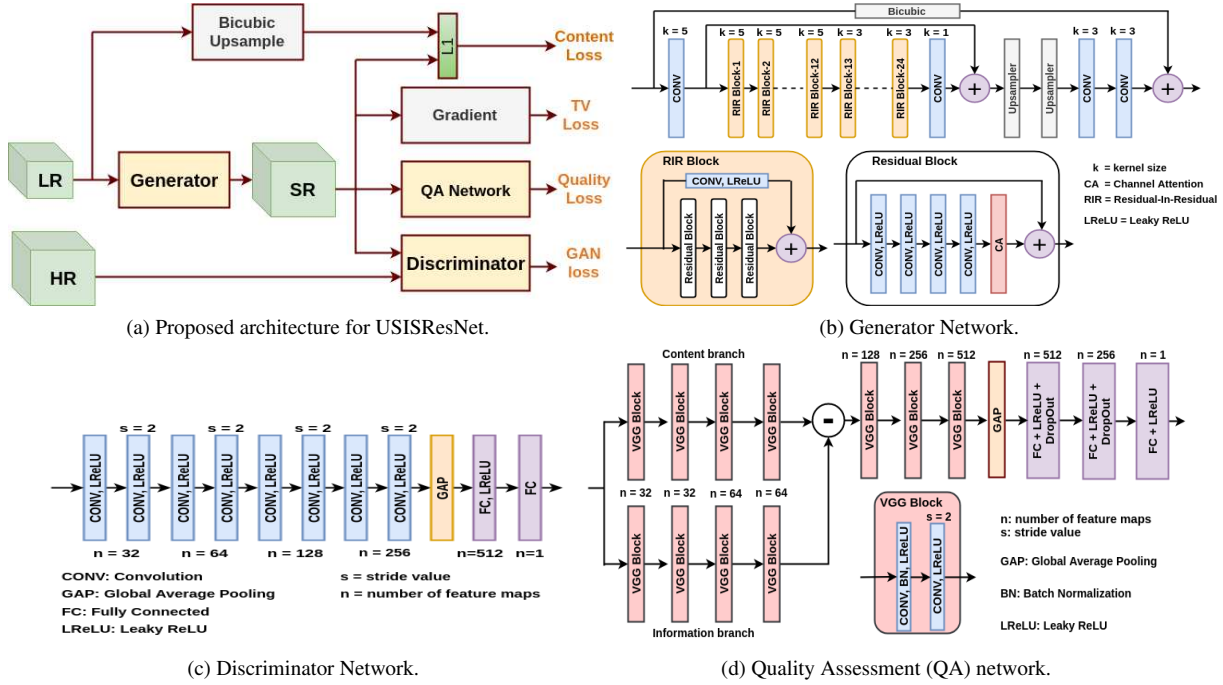 Bicubic
Upsample
L1
Content
Loss
Gradient
TV
Loss
LR
Generator
SR
QA Network
Quality
Loss
HR
Discriminator
GAN
loss
(a) Proposed architecture for USISResNet.
Bicubic
k = 5
k = 5
k = 5
k = 5
k = 3
k = 3
k=1
k = 3
k = 3
CONV
RIR Block-1
RIR Block-2
RIR Block-12
RIR Block-13
RIR Block-24
CONV
+
Upsampler
Upsampler
CONV
CONV
+
RIR Block
CONV, LReLU
Residual Block
Residual Block
Residual Block
+
Residual Block
CONV, LReLU
CONV, LReLU
CONV, LReLU
CONV, LReLU
CA
+
k = kernel size
CA = Channel Attention
RIR = Residual-In-Residual
LReLU = Leaky ReLU
(b) Generator Network.
s = 2
s = 2
s = 2
s = 2
CONV, LReLU
CONV, LReLU
CONV, LReLU
CONV, LReLU
CONV, LReLU
CONV, LReLU
CONV, LReLU
CONV, LReLU
GAP
FC, LReLU
FC
n = 32
n = 64
n = 128
n = 256
n=512
n=1
CONV: Convolution
GAP: Global Average Pooling
FC: Fully Connected
LReLU: Leaky ReLU
s = stride value
n = number of feature maps
(c) Discriminator Network.
Content branch
VGG Block
VGG Block
VGG Block
VGG Block
n = 32
n = 32
n = 64
n = 64
VGG Block
VGG Block
VGG Block
VGG Block
Information branch
-
n = 128
n = 256
n = 512
n = 512
n = 256
n = 1
VGG Block
VGG Block
VGG Block
GAP
FC + LReLU +
DropOut
FC + LReLU +
DropOut
FC + LReLU
VGG Block
s = 2
CONV, BN, LReLU
CONV, LReLU
n: number of feature maps
s: stride value
GAP: Global Average Pooling
BN: Batch Normalization
LReLU: Leaky ReLU
(d) Quality Assessment (QA) network.